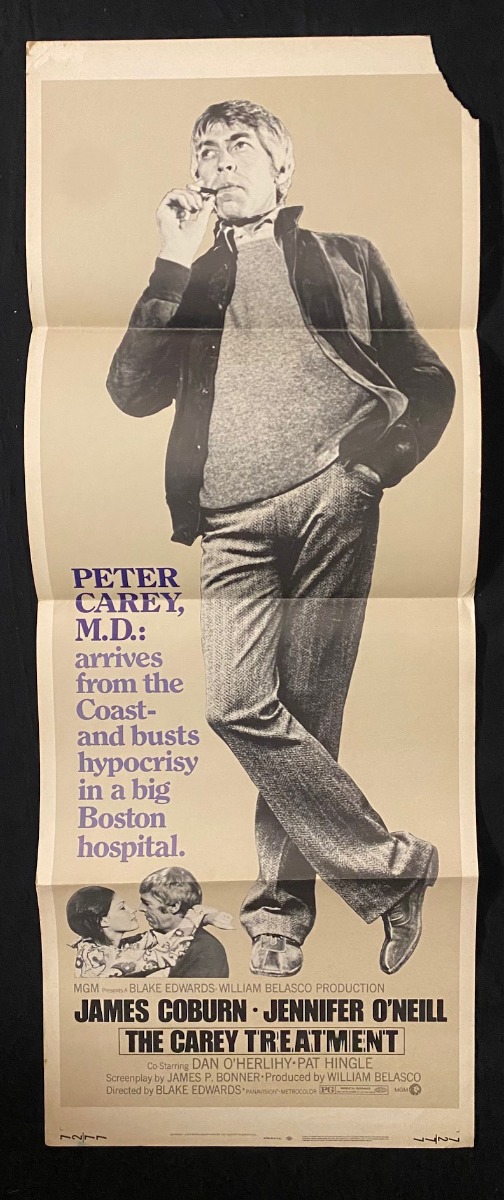 PETER
CAREY,
M.D.:
arrives
from the
Coast-
and busts
hypocrisy
in a big
Boston
hospital.
MGM Presents A BLAKE EDWARDS-WILLIAM BELASCO PRODUCTION
JAMES COBURN · JENNIFER O'NEILL
THE CAREY TREATMENT
Co-Starring DAN O'HERLIHY · PAT HINGLE
Screenplay by JAMES P. BONNER · Produced by WILLIAM BELASCO
Directed by BLAKE EDWARDS · PANAVISION® · METROCOLOR PG MGM